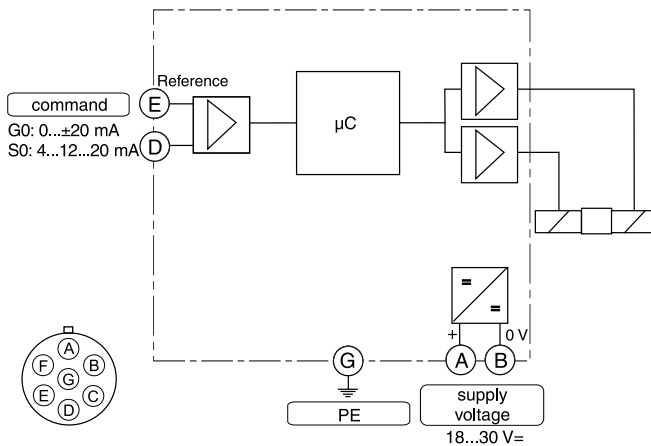 Reference
command
E
G0: 0...±20 mA
S0: 4...12...20 mA
D
µC
=
=
+
0 V
A
B
G
PE
supply
voltage
18...30 V=
A
F
B
G
E
C
D